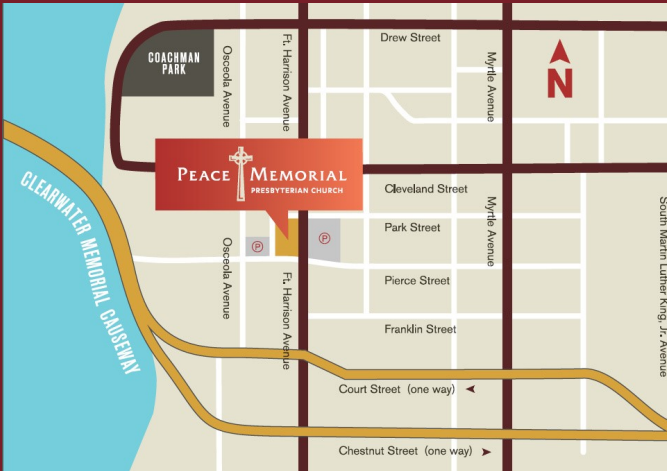 Drew Street
COACHMAN
PARK
Osceola Avenue
Ft. Harrison Avenue
Myrtle Avenue
N
PEACE MEMORIAL
PRESBYTERIAN CHURCH
Cleveland Street
CLEARWATER MEMORIAL CAUSEWAY
Park Street
Myrtle Avenue
South Martin Luther King, Jr. Avenue
P
P
Osceola Avenue
Ft. Harrison Avenue
Pierce Street
Franklin Street
Court Street (one way)
Chestnut Street (one way)